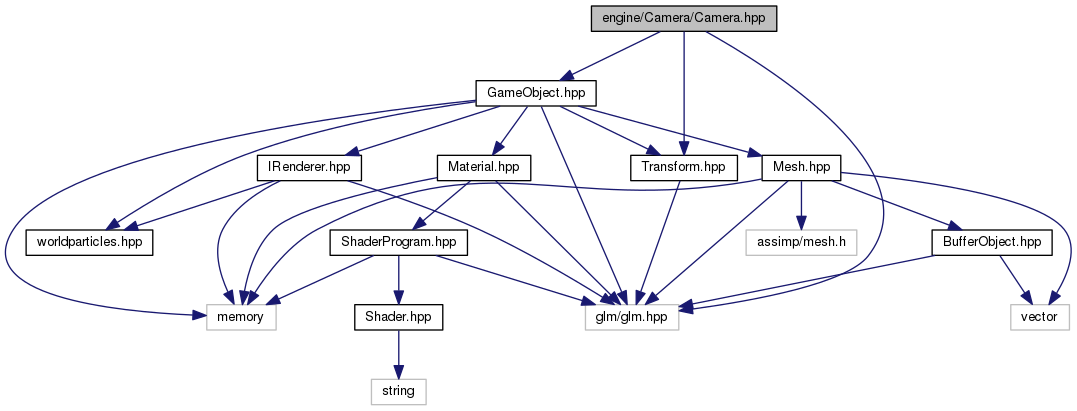 engine/Camera/Camera.hpp
GameObject.hpp
IRenderer.hpp
Material.hpp
Transform.hpp
Mesh.hpp
worldparticles.hpp
ShaderProgram.hpp
assimp/mesh.h
BufferObject.hpp
memory
Shader.hpp
glm/glm.hpp
vector
string